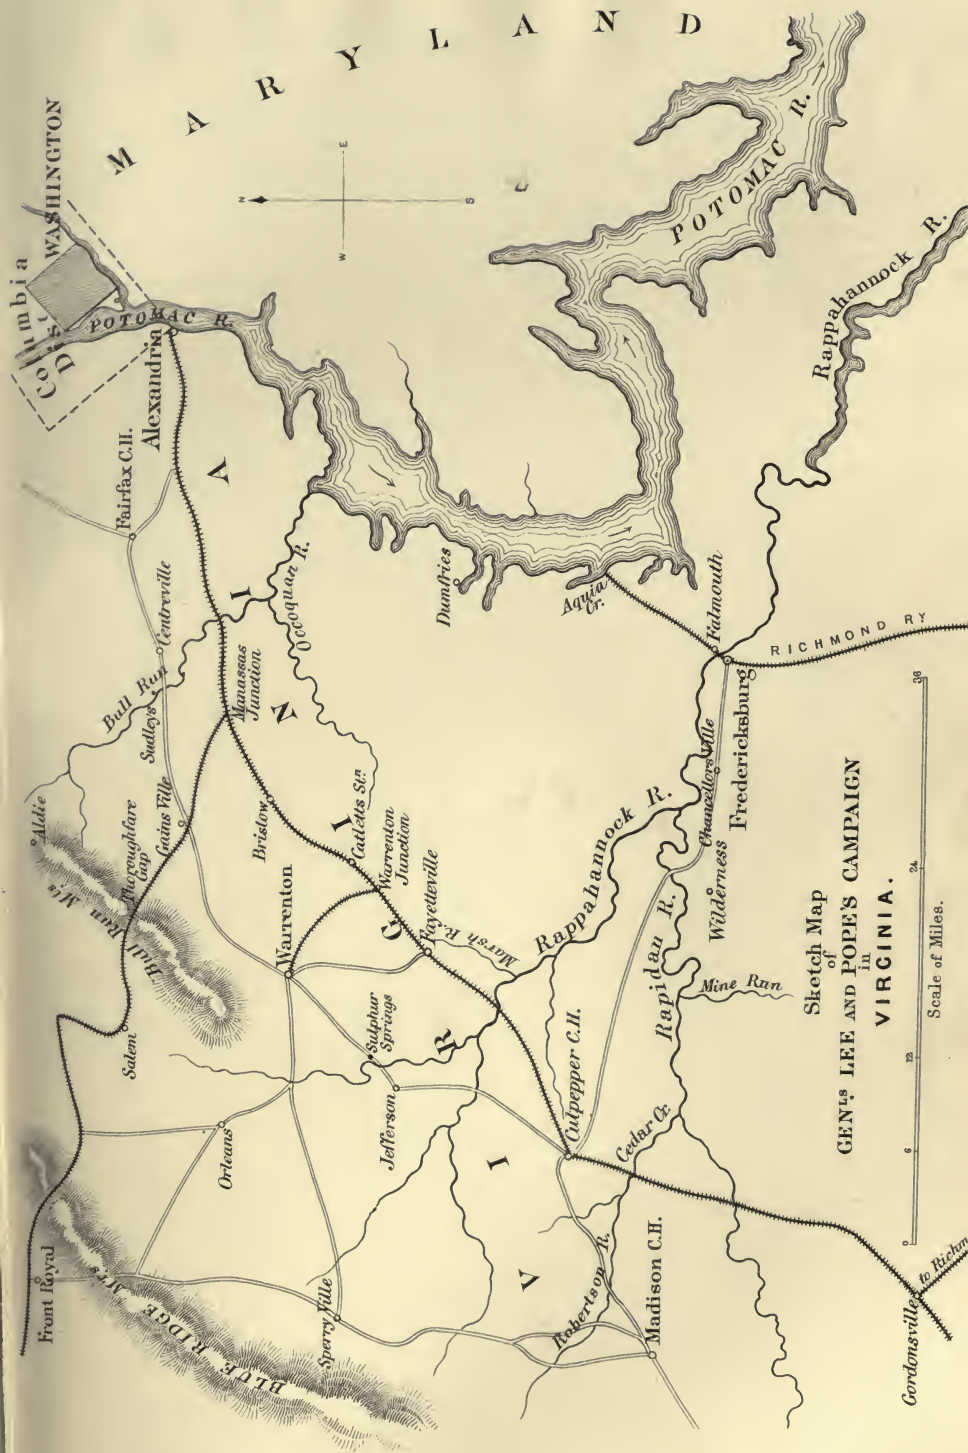 MARYLAND
Columbia
Dist
WASHINGTON
POTOMAC R.
Alexandria
Fairfax C.H.
Centreville
Bull Run
Sudleys
Manassas
Junction
Occoquan R.
N
W
E
S
Dumfries
Aquia
Cr.
POTOMAC R.
Rappahannock R.
Falmouth
RICHMOND RY
Fredericksburg
Chancellorsville
Wilderness
Aldie
Thoroughfare
Gap
Gains Ville
Bull Run Mts
Bristow
Catletts Stn.
Warrenton
Junction
Warrenton
Fayetteville
Marsh R.
Rappahannock R.
Rapidan R.
Mine Run
Salem
Sulphur
Springs
Jefferson
Orleans
Culpepper C.H.
Cedar Cr.
Front Royal
BLUE RIDGE Mts
Sperry Ville
Robertson R.
Madison C.H.
Gordonsville
to Richm
VIRGINIA
Sketch Map
of
GENLS LEE AND POPE'S CAMPAIGN
in
VIRGINIA.
0 6 12 24 36
Scale of Miles.